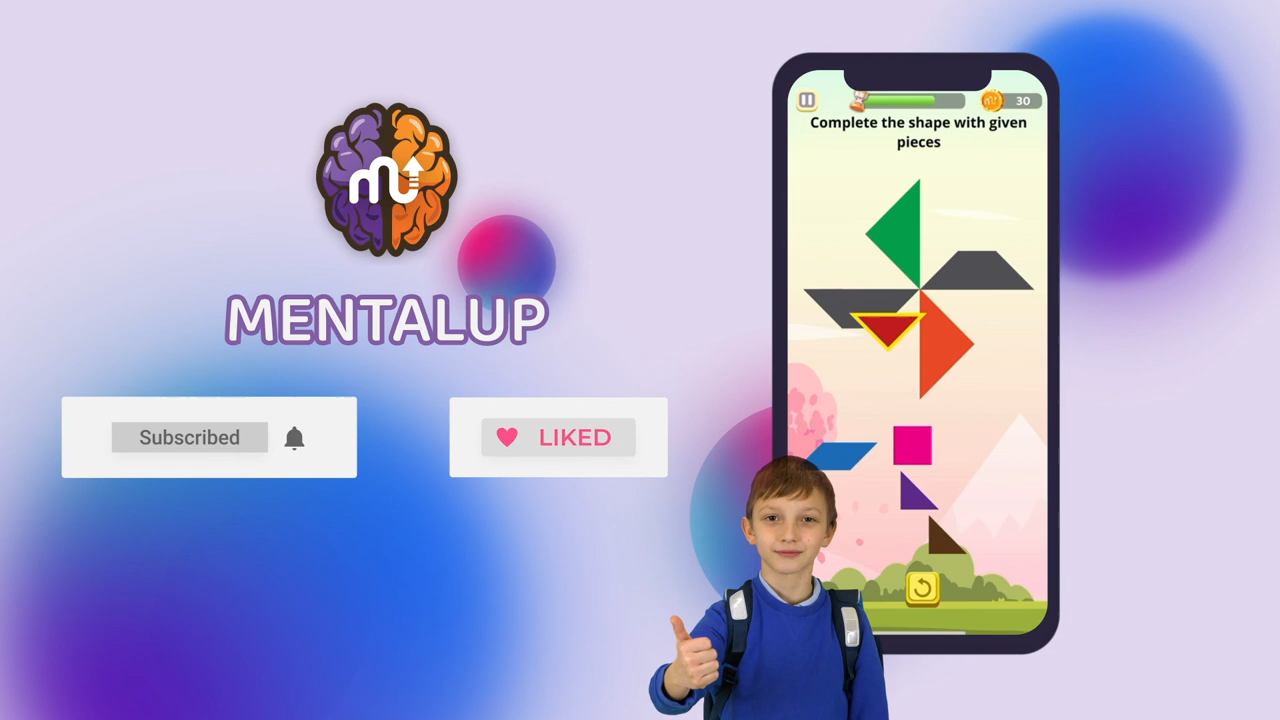 MENTALUP
Subscribed
LIKED
30
Complete the shape with given
pieces